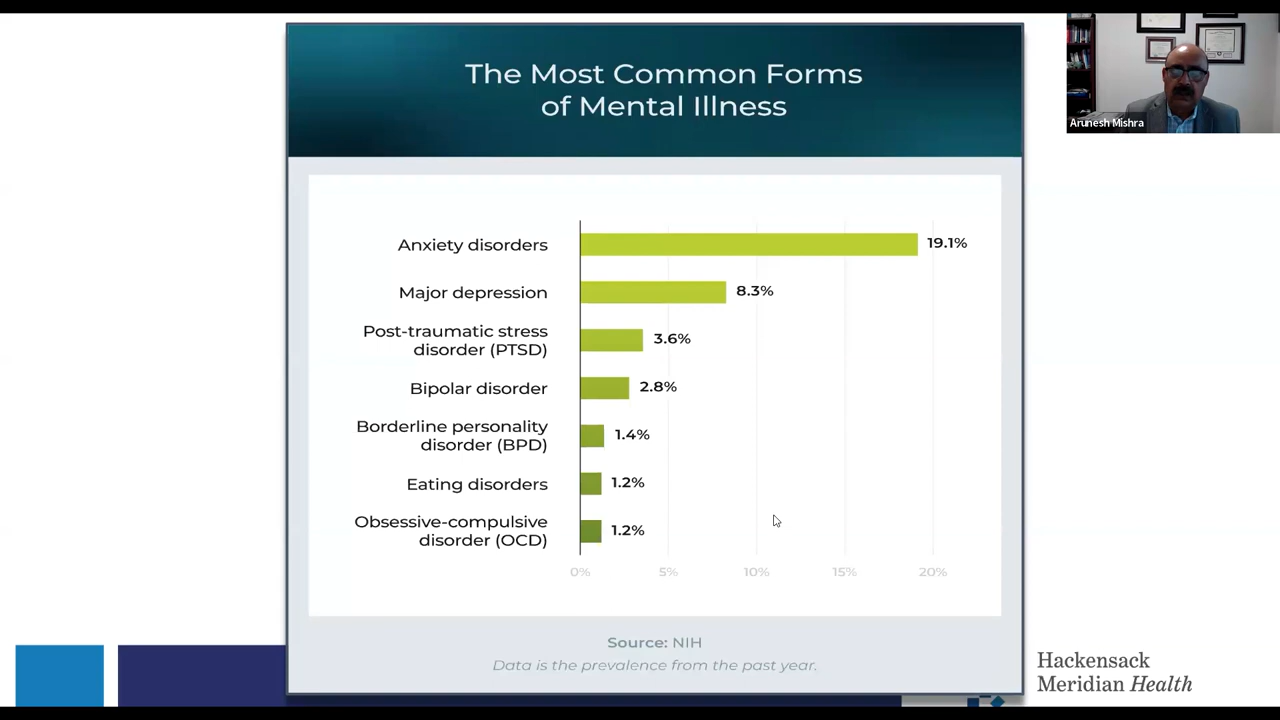 The Most Common Forms
of Mental Illness
Arunesh Mishra
Anxiety disorders
19.1%
Major depression
8.3%
Post-traumatic stress
disorder (PTSD)
3.6%
Bipolar disorder
2.8%
Borderline personality
disorder (BPD)
1.4%
Eating disorders
1.2%
Obsessive-compulsive
disorder (OCD)
1.2%
0% 5% 10% 15% 20%
Source: NIH
Data is the prevalence from the past year.
Hackensack
Meridian Health